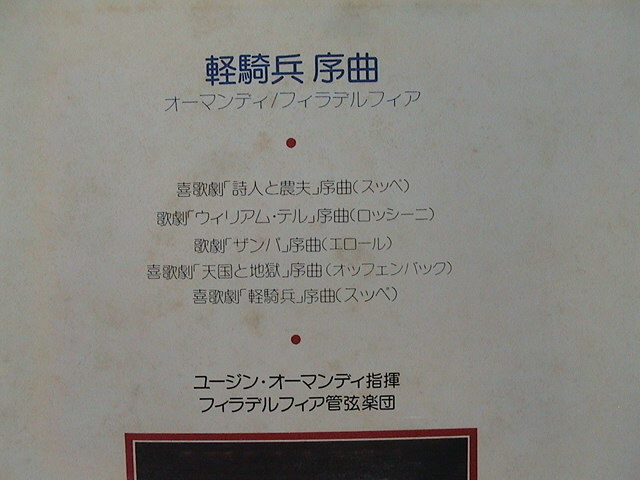 軽騎兵 序曲
オーマンディ/フィラデルフィア
喜歌劇「詩人と農夫」序曲(スッペ)
歌劇「ウィリアム・テル」序曲(ロッシーニ)
歌劇「ザンパ」序曲(エロール)
喜歌劇「天国と地獄」序曲(オッフェンバック)
喜歌劇「軽騎兵」序曲(スッペ)
ユージン・オーマンディ指揮
フィラデルフィア管弦楽団